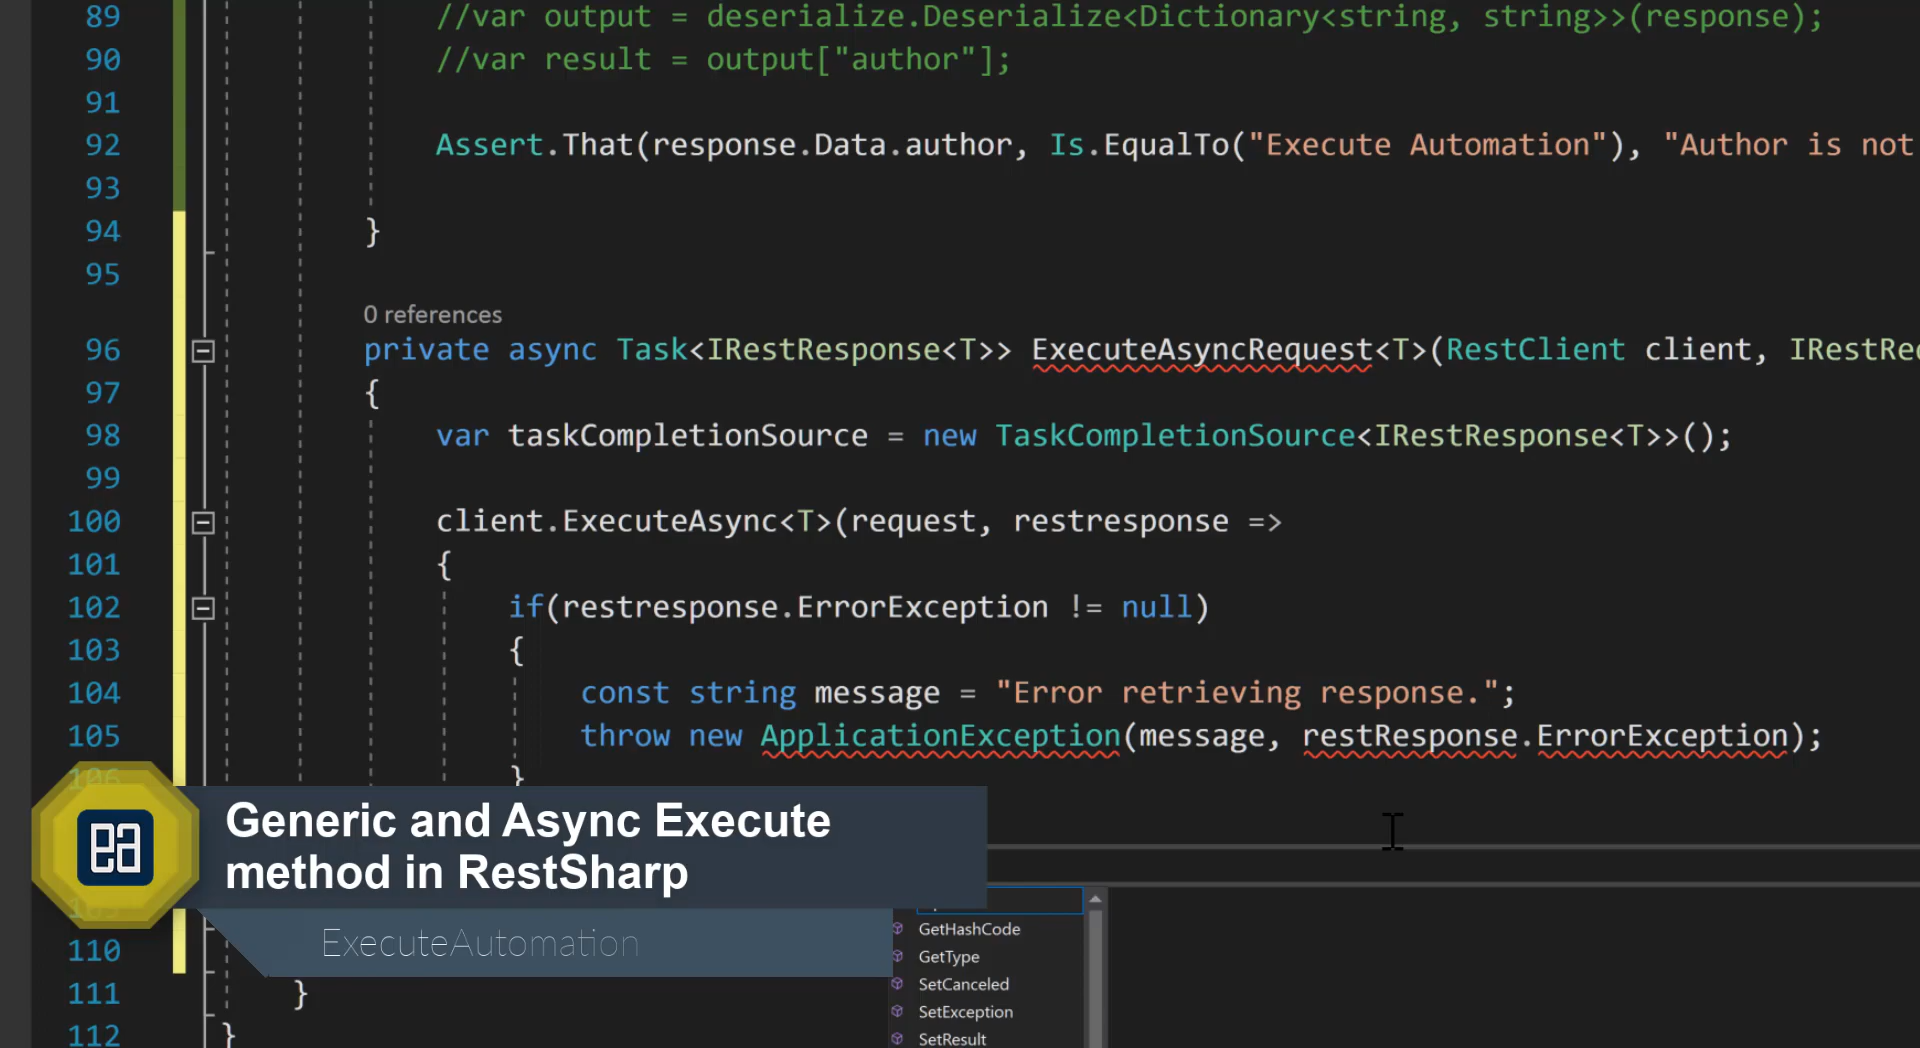 89 //var output = deserialize.Deserialize<Dictionary<string, string>>(response);
90 //var result = output["author"];
91
92 Assert.That(response.Data.author, Is.EqualTo("Execute Automation"), "Author is not
93
94 }
95
0 references
96 private async Task<IRestResponse<T>> ExecuteAsyncRequest<T>(RestClient client, IRestRe
97 {
98 var taskCompletionSource = new TaskCompletionSource<IRestResponse<T>>();
99
100 client.ExecuteAsync<T>(request, restresponse =>
101 {
102 if(restresponse.ErrorException != null)
103 {
104 const string message = "Error retrieving response.";
105 throw new ApplicationException(message, restResponse.ErrorException);
106 }
Generic and Async Execute
method in RestSharp
ea
ExecuteAutomation
GetHashCode
110
GetType
SetCanceled
111 }
SetException
112 }
SetResult